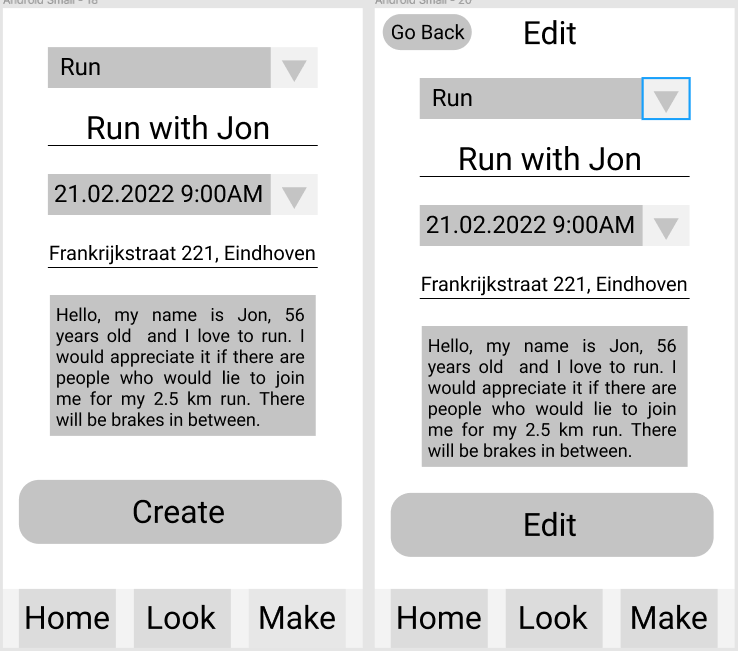 Android Small - 18
Run
Run with Jon
21.02.2022 9:00AM
Frankrijkstraat 221, Eindhoven
Hello, my name is Jon, 56
years old and I love to run. I
would appreciate it if there are
people who would lie to join
me for my 2.5 km run. There
will be brakes in between.
Create
Home Look Make
Android Small - 20
Go Back Edit
Run
Run with Jon
21.02.2022 9:00AM
Frankrijkstraat 221, Eindhoven
Hello, my name is Jon, 56
years old and I love to run. I
would appreciate it if there are
people who would lie to join
me for my 2.5 km run. There
will be brakes in between.
Edit
Home Look Make